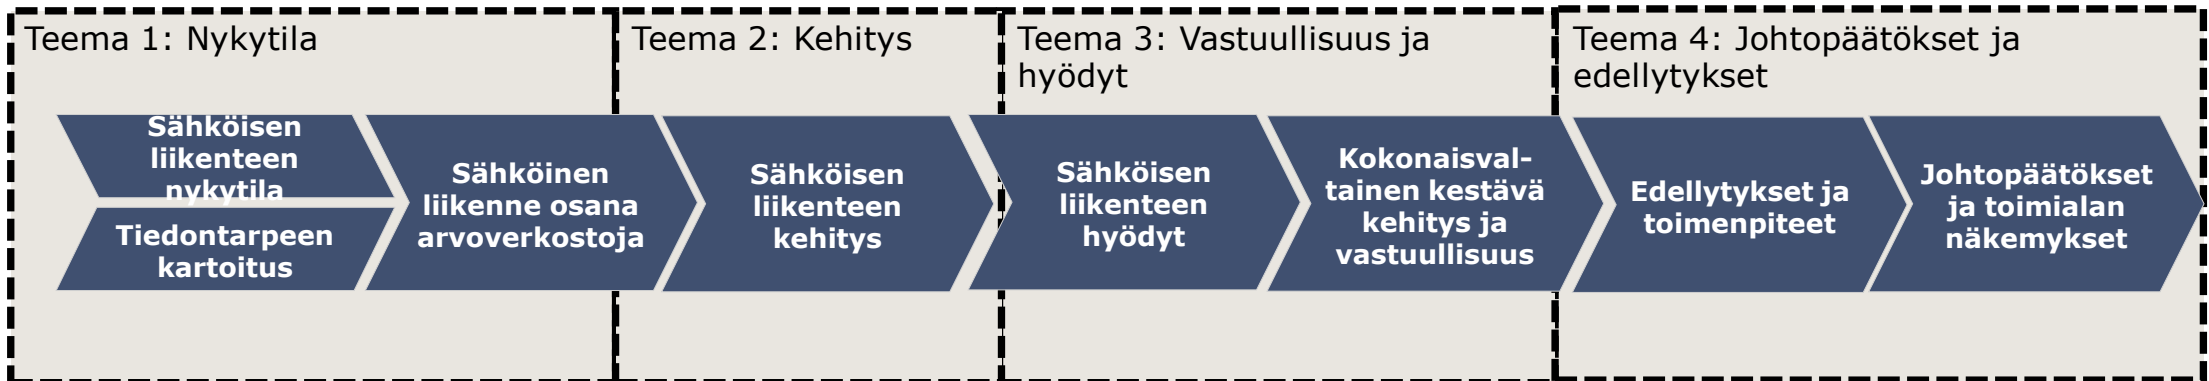 Teema 1: Nykytila
Teema 2: Kehitys
Teema 3: Vastuullisuus ja
hyödyt
Teema 4: Johtopäätökset ja
edellytykset
Sähköisen
liikenteen
nykytila
Tiedontarpeen
kartoitus
Sähköinen
liikenne osana
arvoverkostoja
Sähköisen
liikenteen
kehitys
Sähköisen
liikenteen
hyödyt
Kokonaisval-
tainen kestävä
kehitys ja
vastuullisuus
Edellytykset ja
toimenpiteet
Johtopäätökset
ja toimialan
näkemykset